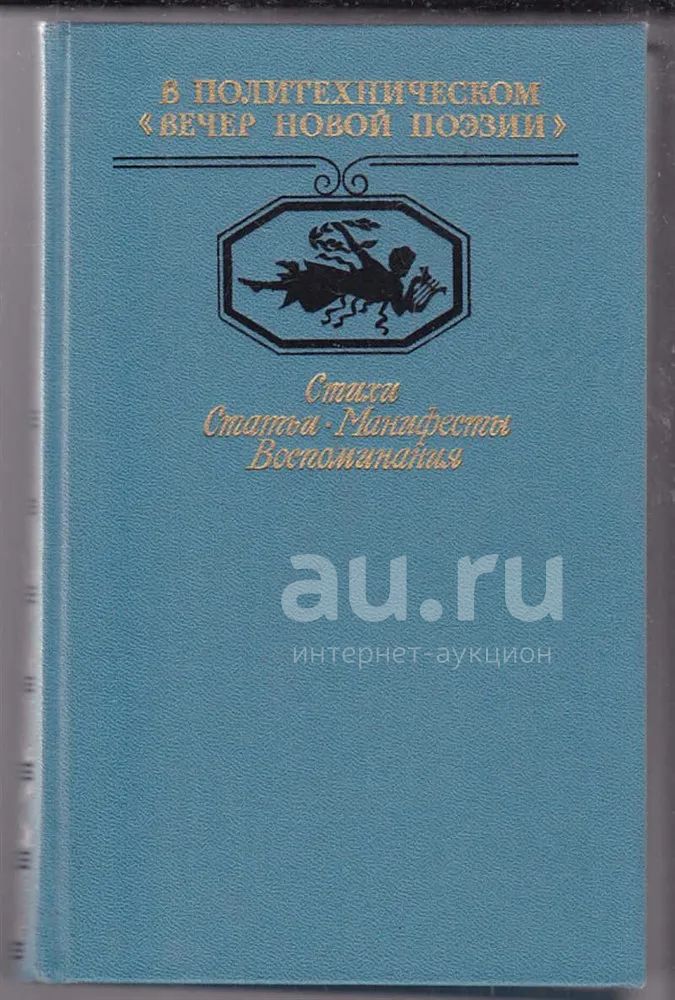 В ПОЛИТЕХНИЧЕСКОМ
«ВЕЧЕР НОВОЙ ПОЭЗИИ»
Стихи
Статьи · Манифесты
Воспоминания
au.ru
интернет-аукцион